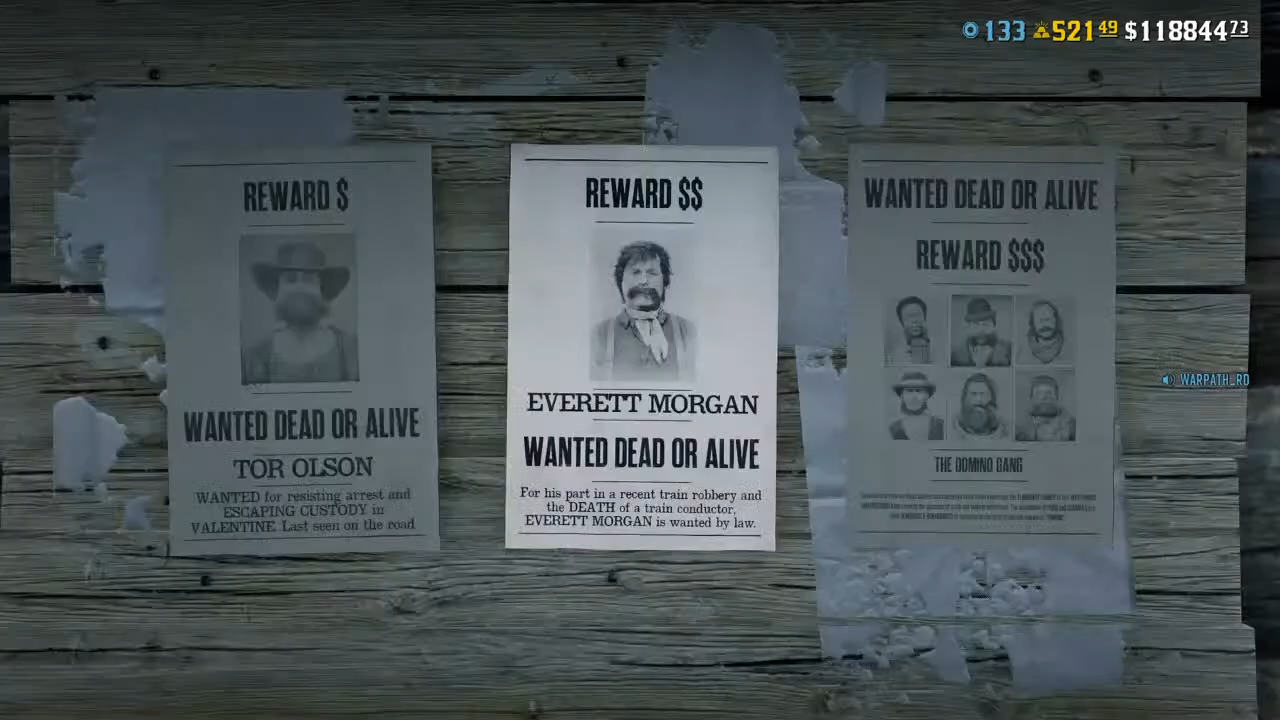 133 521 49 $118844 73
REWARD $
WANTED DEAD OR ALIVE
TOR OLSON
WANTED for resisting arrest and
ESCAPING CUSTODY in
VALENTINE. Last seen on the road
REWARD $$
EVERETT MORGAN
WANTED DEAD OR ALIVE
For his part in a recent train robbery and
the DEATH of a train conductor,
EVERETT MORGAN is wanted by law.
WANTED DEAD OR ALIVE
REWARD $$$
THE DOMINO GANG
WARPATH_RD